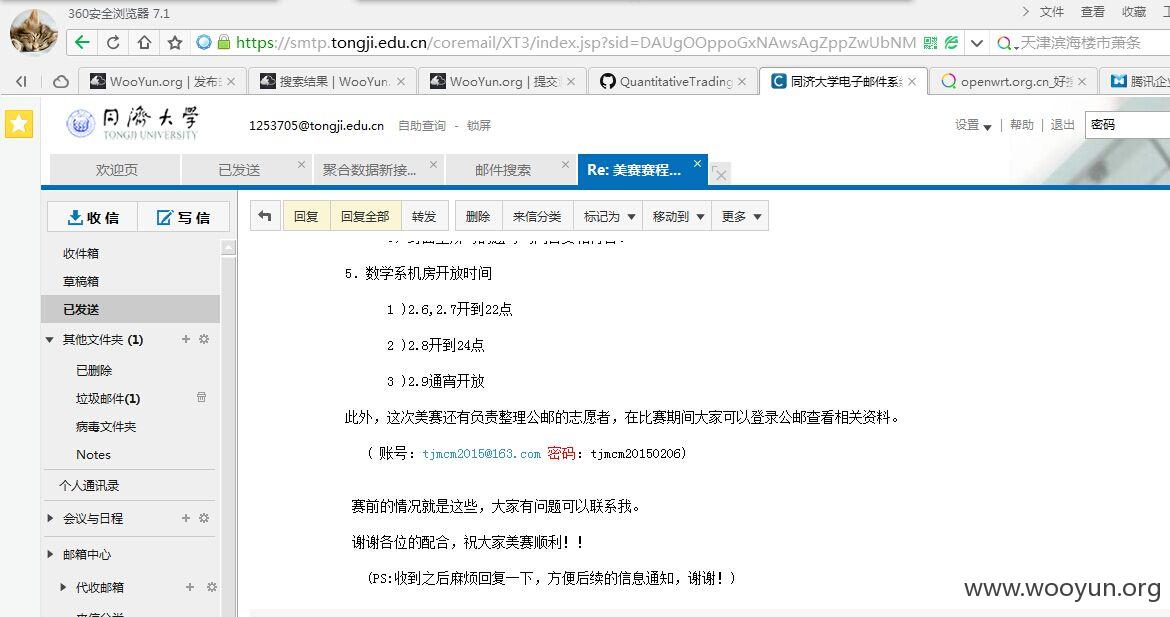 360安全浏览器 7.1
文件 查看 收藏
https://smtp.tongji.edu.cn/coremail/XT3/index.jsp?sid=DAUgOOppoGxNAwsAgZppZwUbNM
天津滨海楼市萧条
WooYun.org | 发布
搜索结果 | WooYun.
WooYun.org | 提交
QuantitativeTrading
同济大学电子邮件系
openwrt.org.cn_好
腾讯企
同濟大学
TONGJI UNIVERSITY
1253705@tongji.edu.cn 自助查询 - 锁屏
设置 | 帮助 | 退出
密码
欢迎页
已发送
聚合数据新接...
邮件搜索
Re: 美赛赛程...
收信
写信
回复
回复全部
转发
删除
来信分类
标记为
移动到
更多
收件箱
草稿箱
已发送
其他文件夹 (1)
已删除
垃圾邮件(1)
病毒文件夹
Notes
个人通讯录
会议与日程
邮箱中心
代收邮箱
来信分类
5. 数学系机房开放时间
1 )2.6,2.7开到22点
2 )2.8开到24点
3 )2.9通宵开放
此外，这次美赛还有负责整理公邮的志愿者，在比赛期间大家可以登录公邮查看相关资料。
( 账号：tjmcm2015@163.com 密码：tjmcm20150206)
赛前的情况就是这些，大家有问题可以联系我。
谢谢各位的配合，祝大家美赛顺利！！
(PS:收到之后麻烦回复一下，方便后续的信息通知，谢谢！)
www.wooyun.org